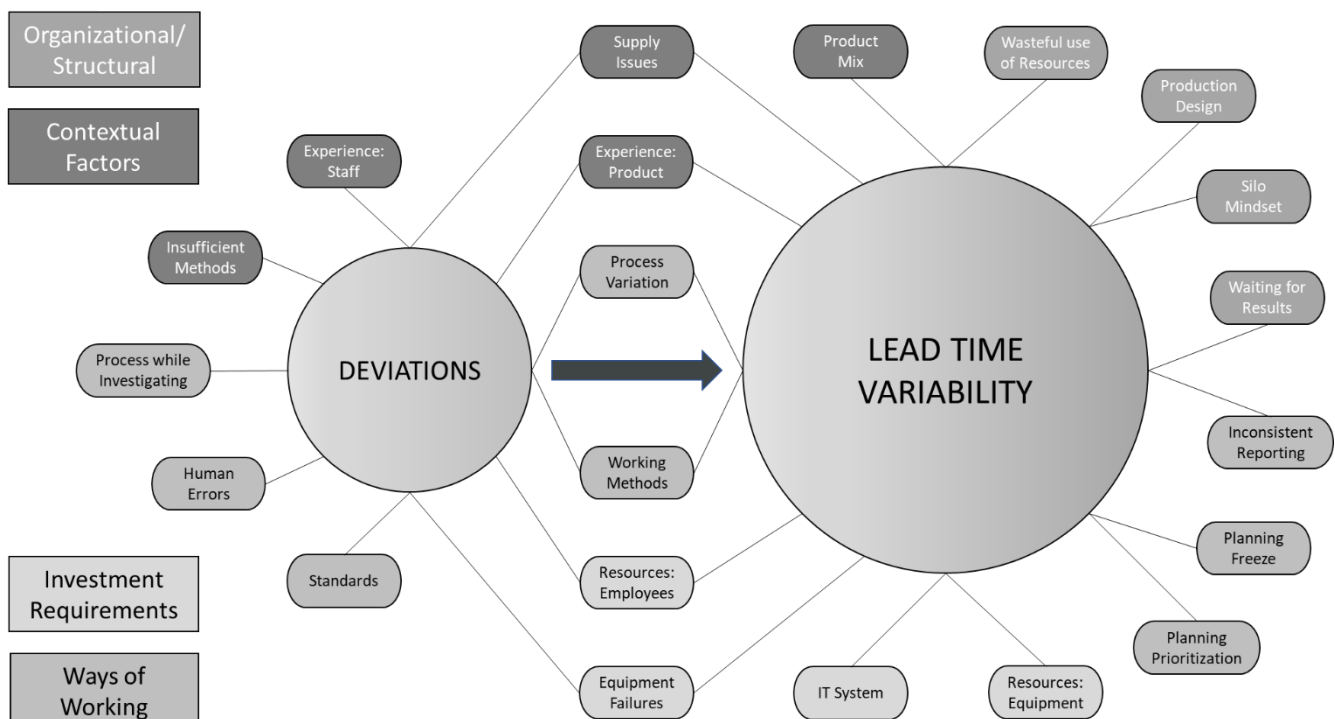 Organizational/
Structural
Contextual
Factors
Investment
Requirements
Ways of
Working
Experience:
Staff
Insufficient
Methods
Process while
Investigating
Human
Errors
Standards
DEVIATIONS
Supply
Issues
Experience:
Product
Process
Variation
Working
Methods
Resources:
Employees
Equipment
Failures
LEAD TIME
VARIABILITY
Product
Mix
Wasteful use
of Resources
Production
Design
Silo
Mindset
Waiting for
Results
Inconsistent
Reporting
Planning
Freeze
Planning
Prioritization
Resources:
Equipment
IT System